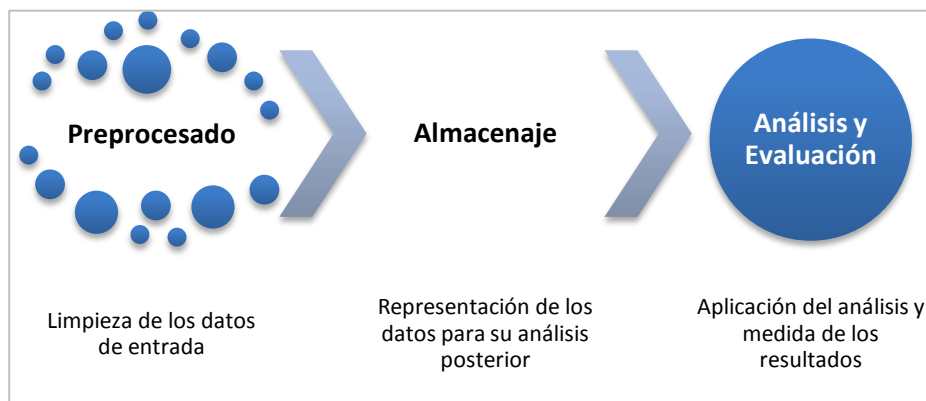 Preprocesado
Almacenaje
Análisis y
Evaluación
Limpieza de los datos
de entrada
Representación de los
datos para su análisis
posterior
Aplicación del análisis y
medida de los
resultados